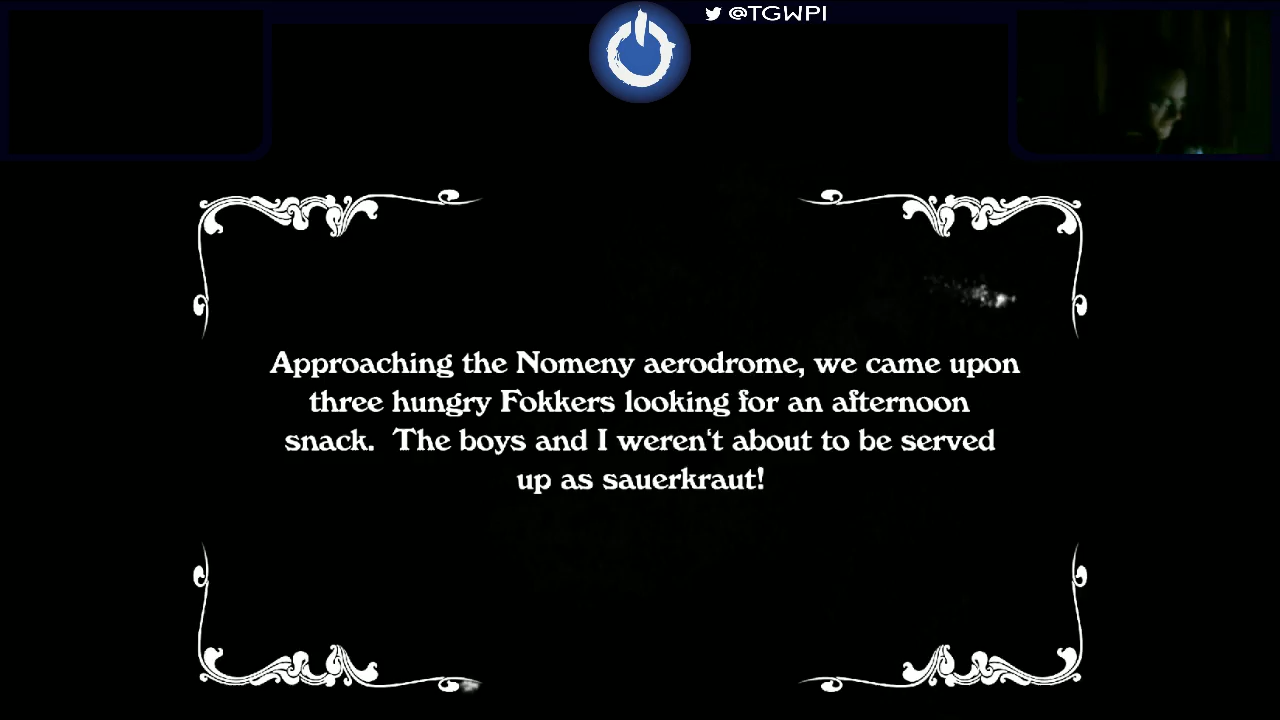 @TGWPI
Approaching the Nomeny aerodrome, we came upon
three hungry Fokkers looking for an afternoon
snack.  The boys and I weren't about to be served
up as sauerkraut!